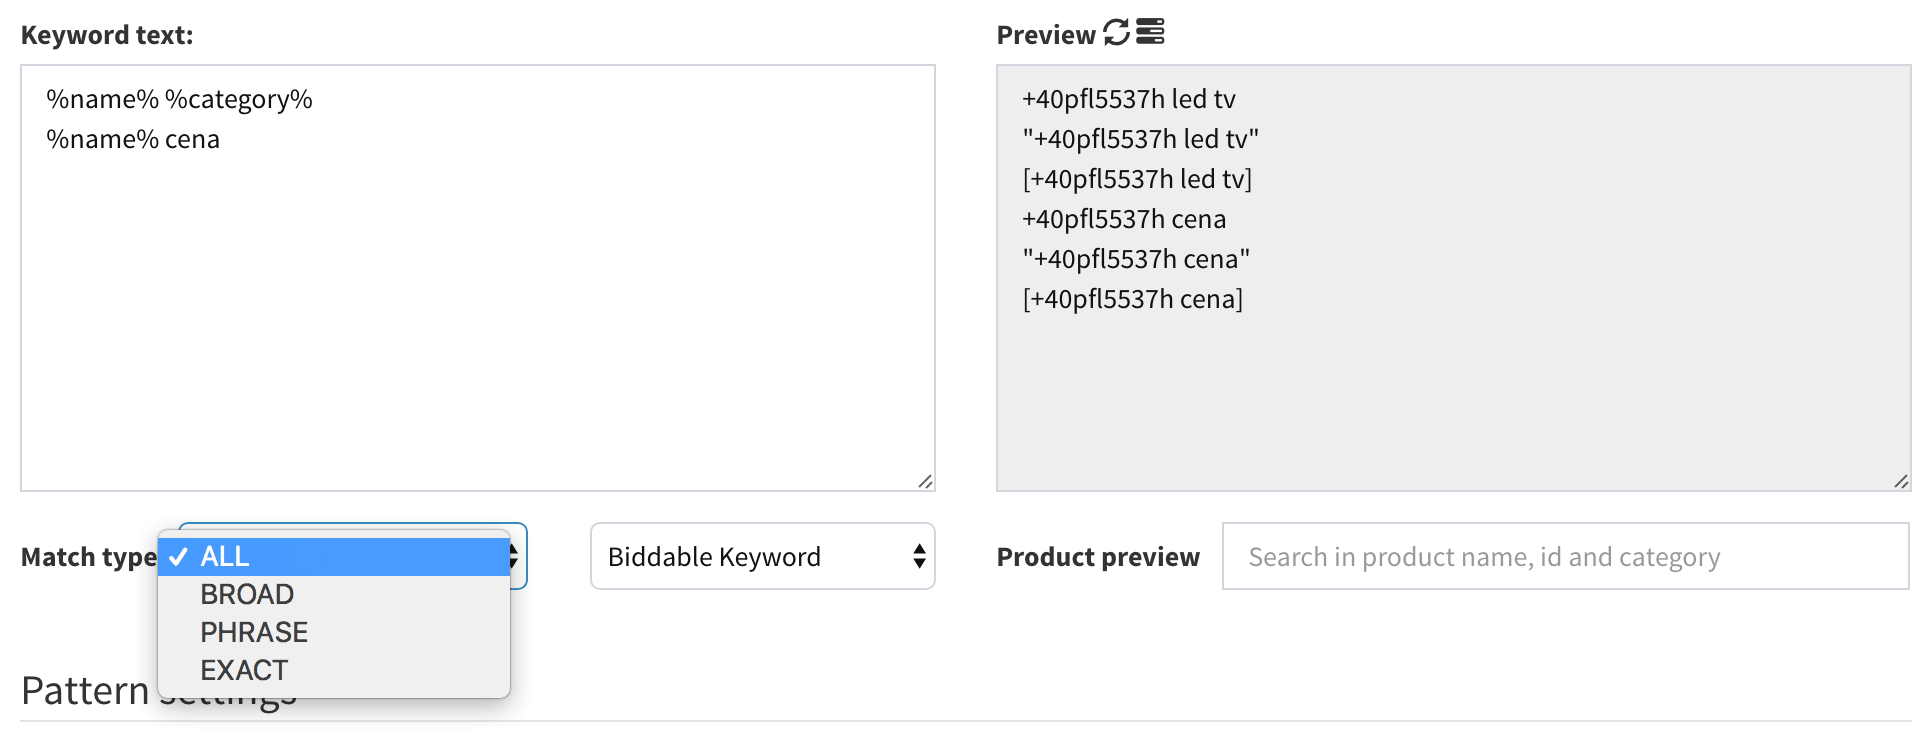 Keyword text:
%name% %category%
%name% cena
Preview
+40pfl5537h led tv
"+40pfl5537h led tv"
[+40pfl5537h led tv]
+40pfl5537h cena
"+40pfl5537h cena"
[+40pfl5537h cena]
Match type
ALL
BROAD
PHRASE
EXACT
Biddable Keyword
Product preview
Search in product name, id and category
Pattern settings